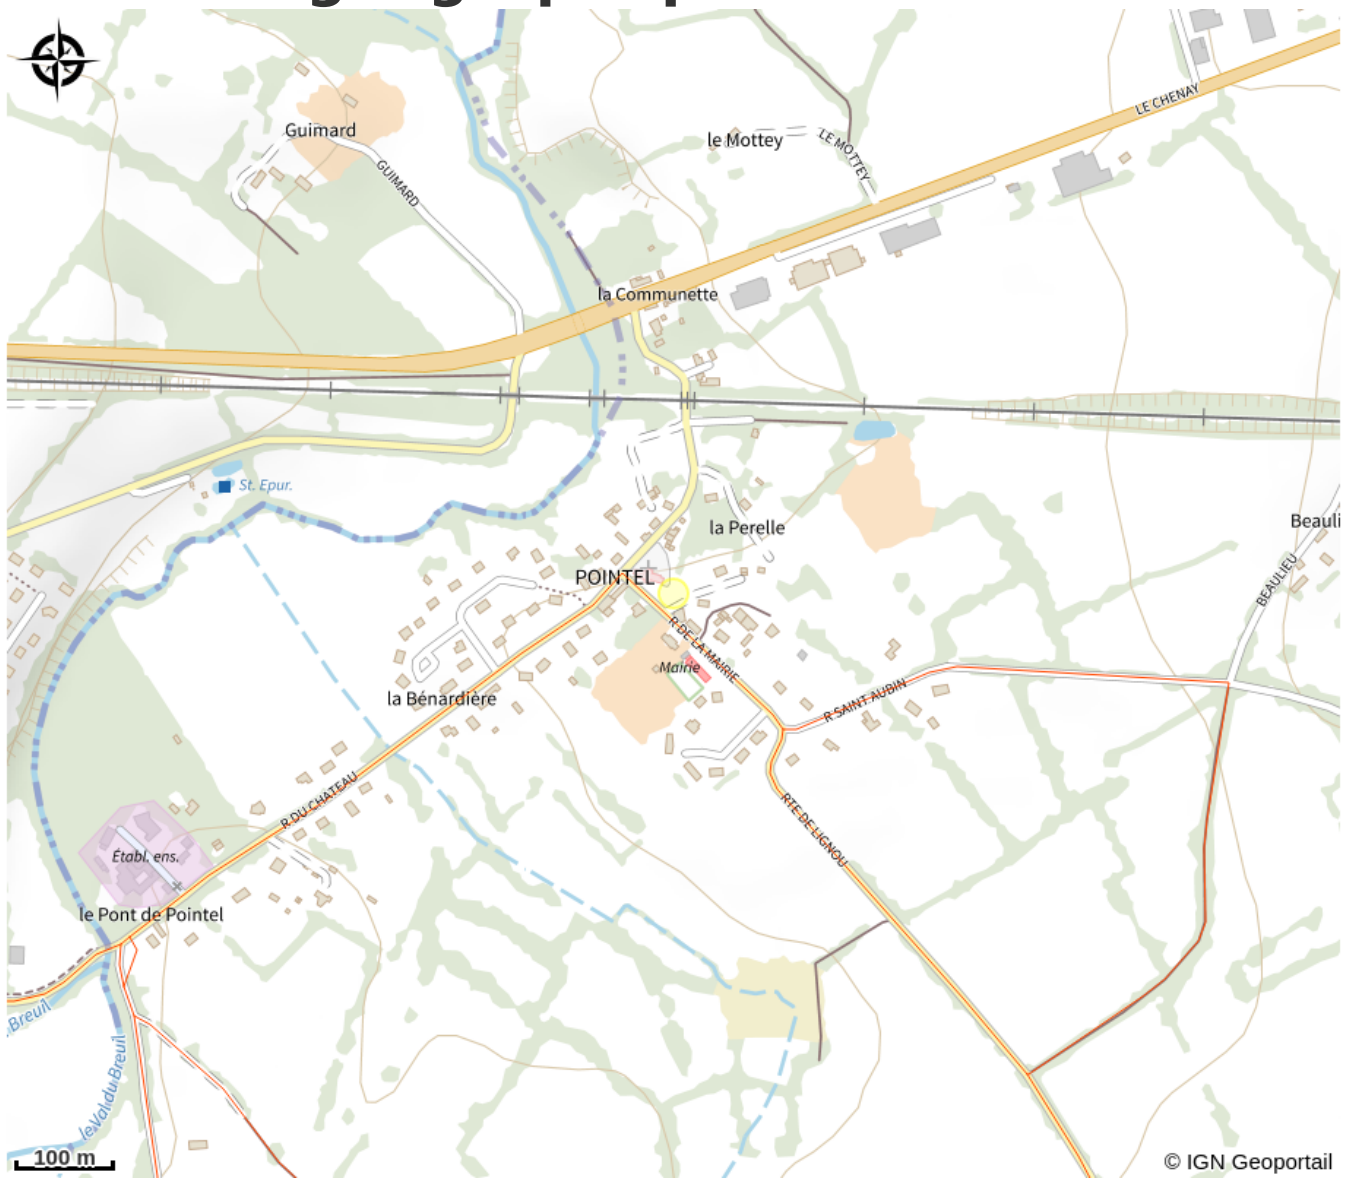 Guimard
GUIMARD
le Mottey
LE MOTTEY
LE CHENAY
la Communette
St. Epur.
la Perelle
Beauli
BEAULIEU
POINTEL
R DE LA MAIRIE
Mairie
R SAINT AUBIN
la Bénardière
R DU CHÂTEAU
RTE DE LIGNOU
Établ. ens.
le Pont de Pointel
Breuil
le Val du Breuil
100 m
© IGN Geoportail